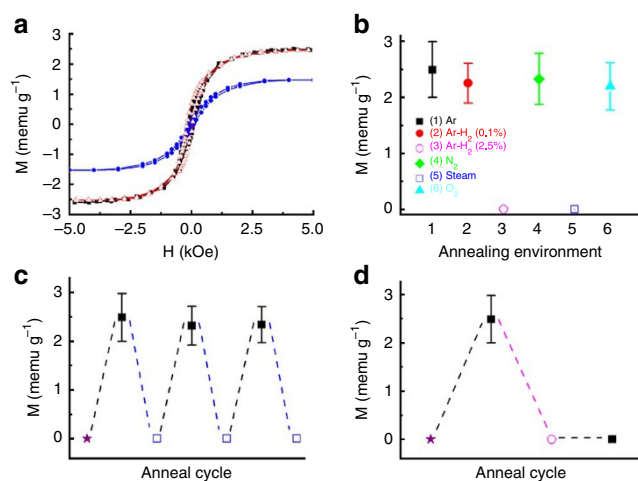 a
M (memu g⁻¹)
3
2
1
0
−1
−2
−3
−5.0
−2.5
0.0
2.5
5.0
H (kOe)
b
M (memu g⁻¹)
3
2
1
0
(1) Ar
(2) Ar-H₂ (0.1%)
(3) Ar-H₂ (2.5%)
(4) N₂
(5) Steam
(6) O₂
1 2 3 4 5 6
Annealing environment
c
M (memu g⁻¹)
3
2
1
0
Anneal cycle
d
M (memu g⁻¹)
3
2
1
0
Anneal cycle